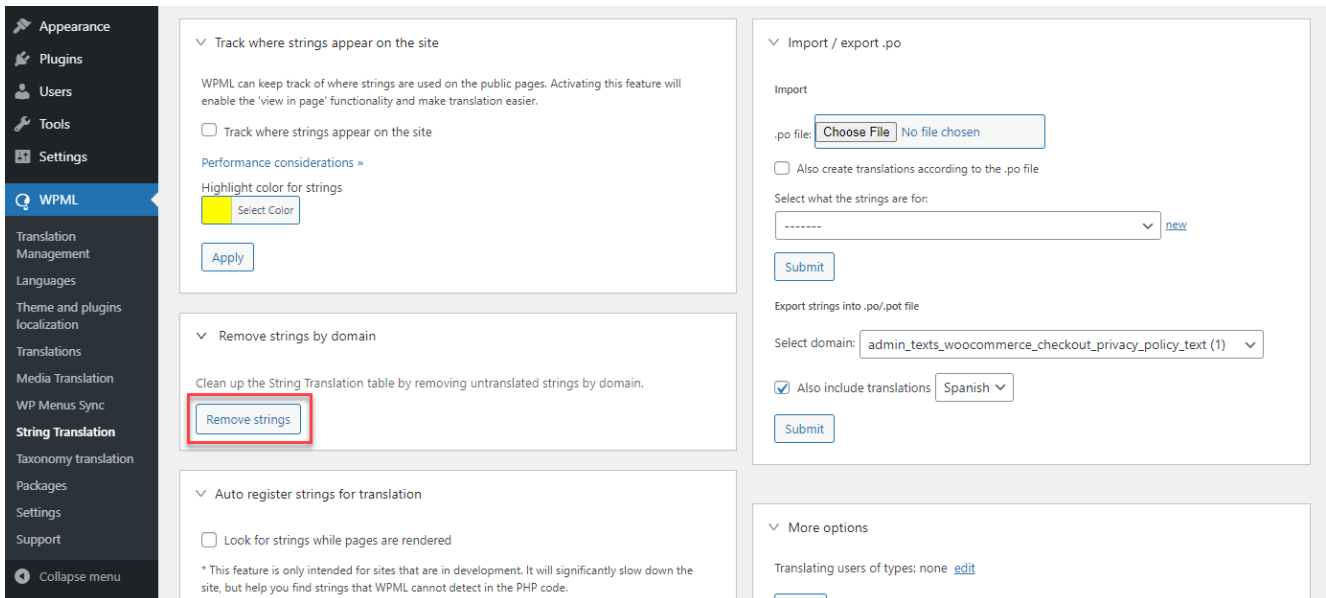 Appearance
Plugins
Users
Tools
Settings
WPML
Translation
Management
Languages
Theme and plugins
localization
Translations
Media Translation
WP Menus Sync
String Translation
Taxonomy translation
Packages
Settings
Support
Collapse menu
Track where strings appear on the site
WPML can keep track of where strings are used on the public pages. Activating this feature will
enable the 'view in page' functionality and make translation easier.
Track where strings appear on the site
Performance considerations »
Highlight color for strings
Select Color
Apply
Remove strings by domain
Clean up the String Translation table by removing untranslated strings by domain.
Remove strings
Auto register strings for translation
Look for strings while pages are rendered
* This feature is only intended for sites that are in development. It will significantly slow down the
site, but help you find strings that WPML cannot detect in the PHP code.
Import / export .po
Import
.po file: Choose File No file chosen
Also create translations according to the .po file
Select what the strings are for:
------- new
Submit
Export strings into .po/.pot file
Select domain: admin_texts_woocommerce_checkout_privacy_policy_text (1)
Also include translations Spanish
Submit
More options
Translating users of types: none edit